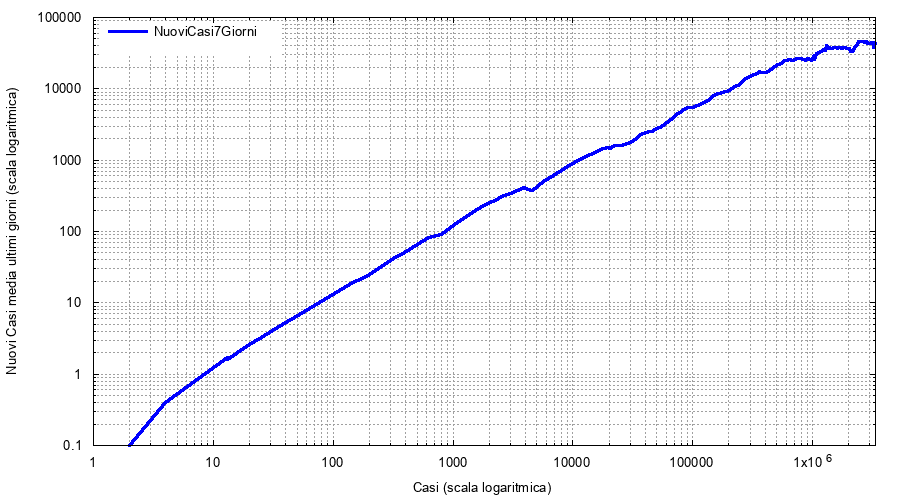 100000
NuoviCasi7Giorni
10000
1000
100
10
1
0.1
Nuovi Casi media ultimi giorni (scala logaritmica)
1 10 100 1000 10000 100000 1x10 6
Casi (scala logaritmica)